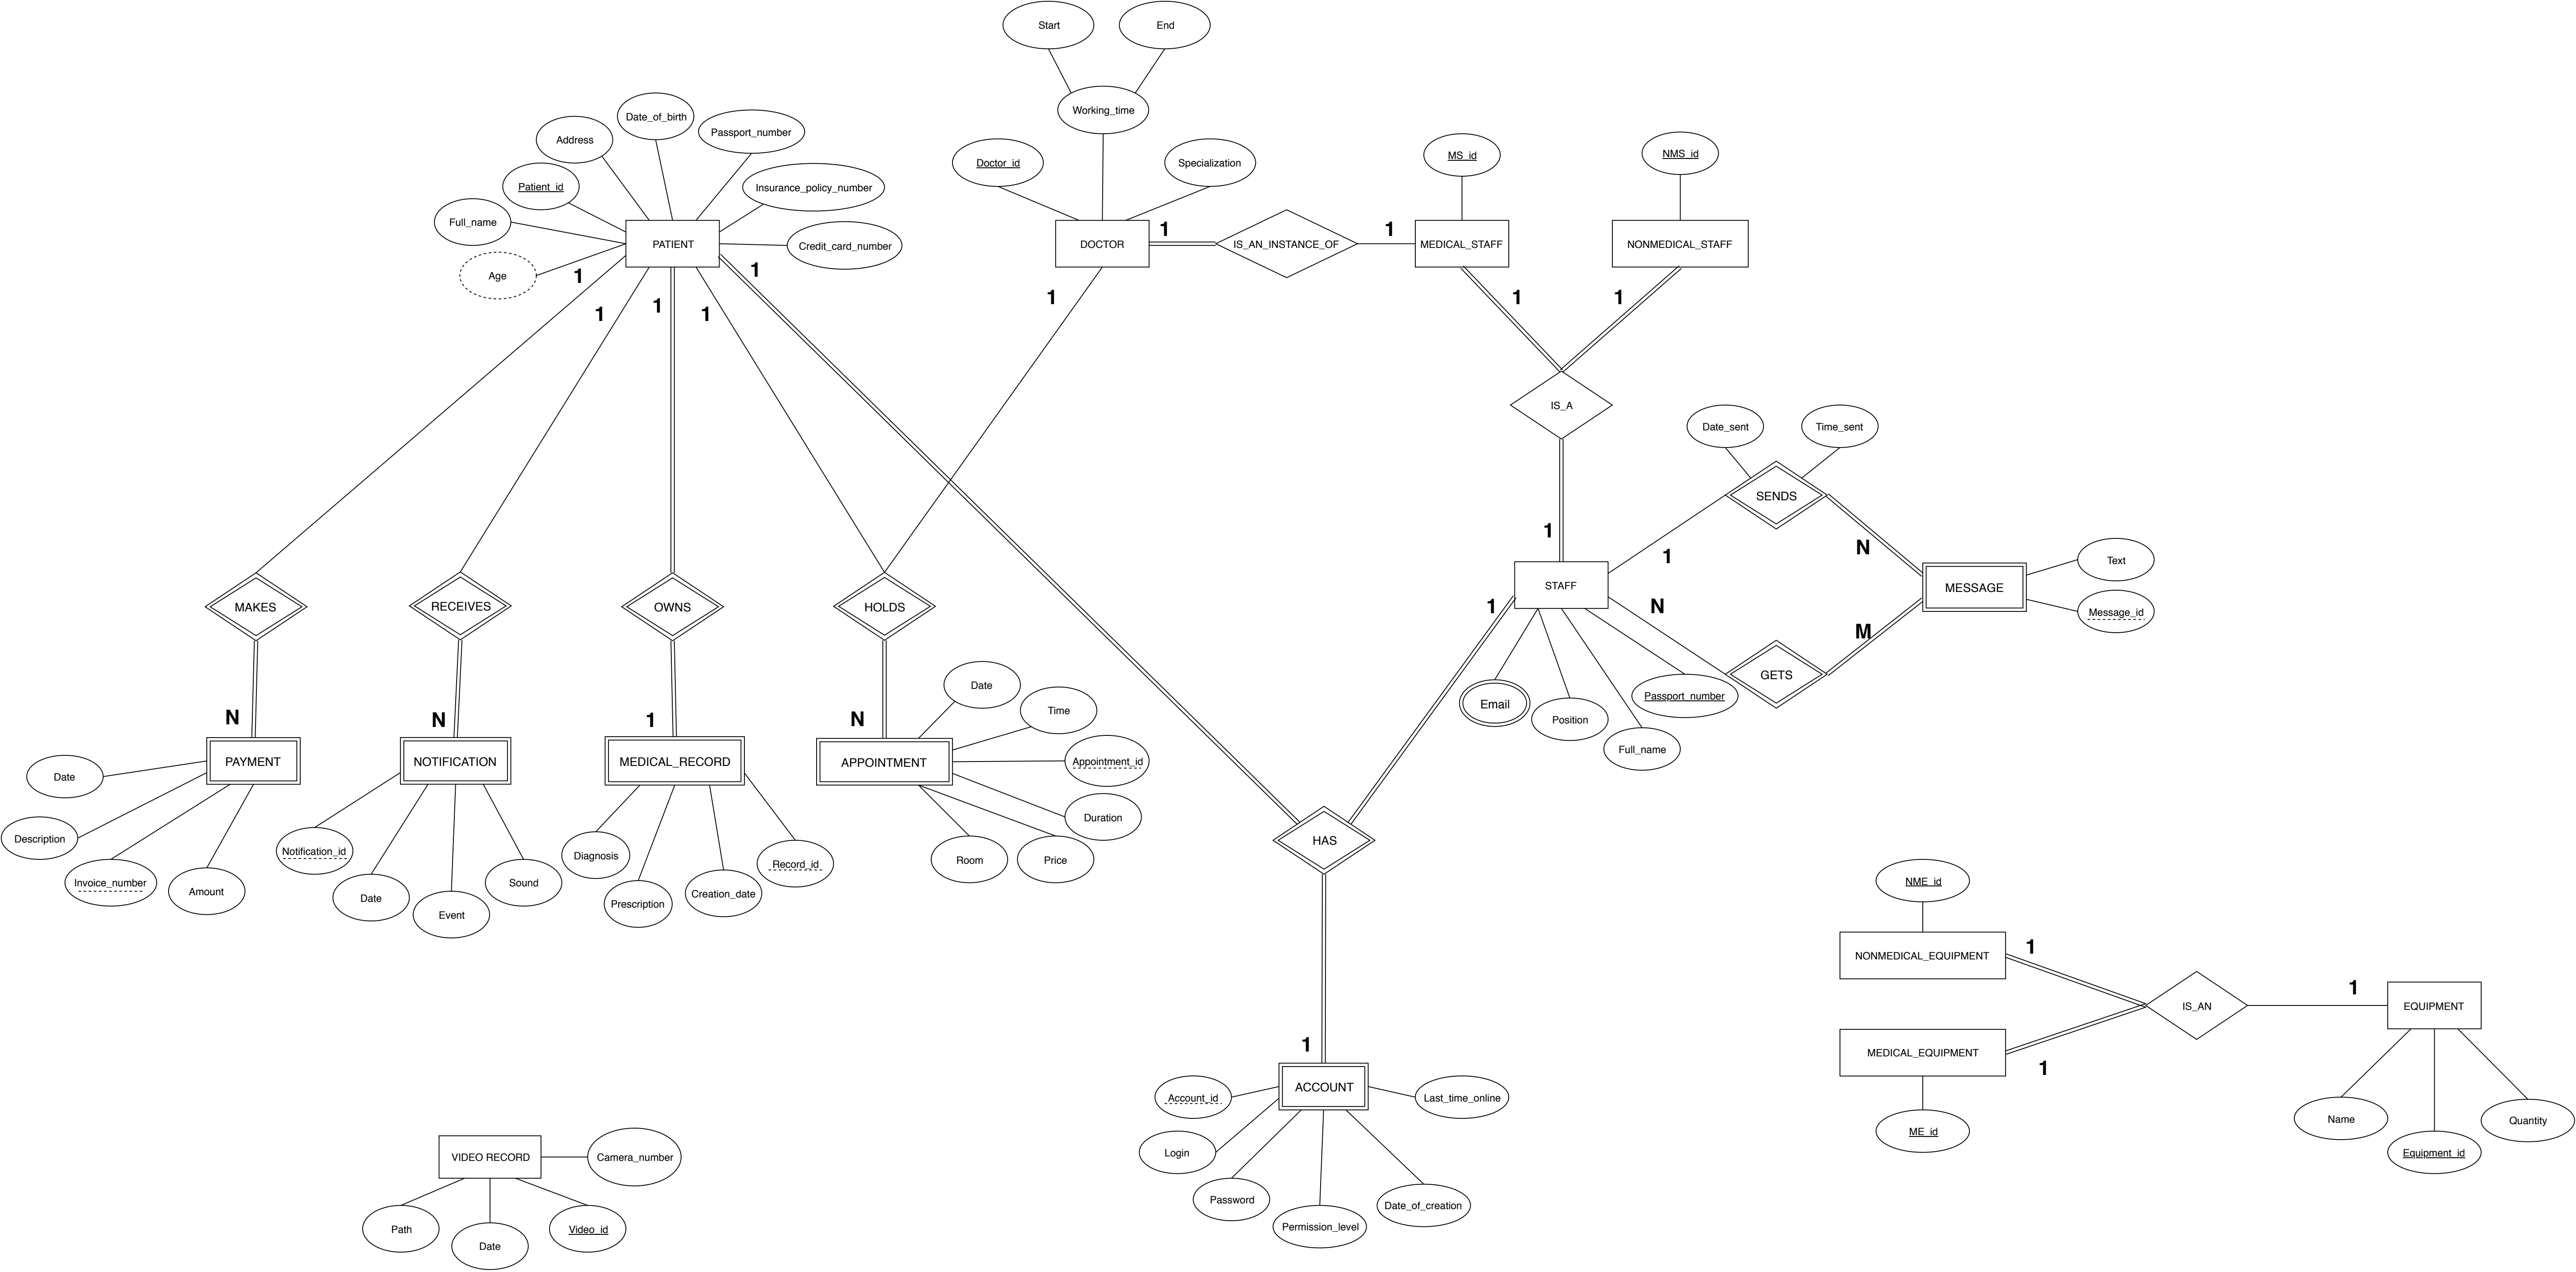 Start
End
Working_time
Date_of_birth
Passport_number
Address
Patient_id
Insurance_policy_number
Full_name
Credit_card_number
Age
PATIENT
1
1
1
1
1
Doctor_id
Specialization
DOCTOR
1
1
IS_AN_INSTANCE_OF
1
MS_id
MEDICAL_STAFF
NMS_id
NONMEDICAL_STAFF
1
1
IS_A
1
Date_sent
Time_sent
SENDS
1
N
STAFF
1
N
M
GETS
MESSAGE
Text
Message_id
Email
Position
Full_name
Passport_number
MAKES
RECEIVES
OWNS
HOLDS
N
N
1
N
PAYMENT
NOTIFICATION
MEDICAL_RECORD
APPOINTMENT
Date
Description
Invoice_number
Amount
Notification_id
Date
Event
Sound
Diagnosis
Prescription
Creation_date
Record_id
Date
Time
Appointment_id
Duration
Price
Room
HAS
1
ACCOUNT
Account_id
Login
Password
Permission_level
Date_of_creation
Last_time_online
NME_id
NONMEDICAL_EQUIPMENT
1
MEDICAL_EQUIPMENT
1
ME_id
IS_AN
1
EQUIPMENT
Name
Equipment_id
Quantity
VIDEO RECORD
Camera_number
Path
Date
Video_id